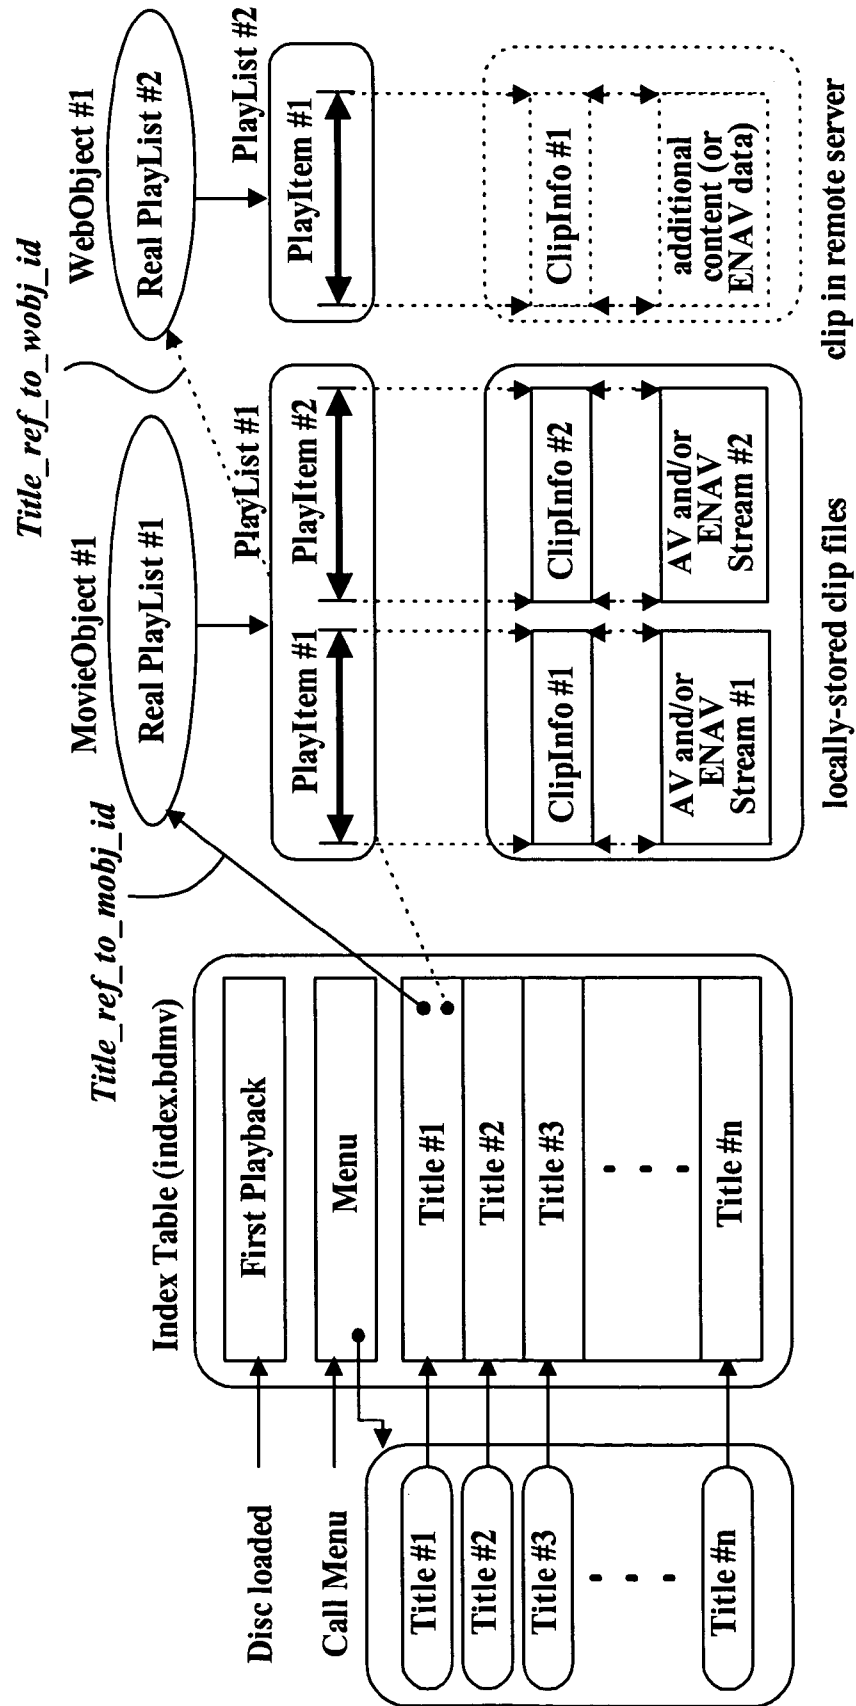 Disc loaded
Call Menu
Title #1
Title #2
Title #3
Title #n
Index Table (index.bdmv)
First Playback
Menu
Title #1
Title #2
Title #3
Title #n
Title_ref_to_mobj_id
MovieObject #1
Real PlayList #1
PlayList #1
PlayItem #1
PlayItem #2
ClipInfo #1
ClipInfo #2
AV and/or
ENAV
Stream #1
AV and/or
ENAV
Stream #2
locally-stored clip files
Title_ref_to_wobj_id
WebObject #1
Real PlayList #2
PlayList #2
PlayItem #1
ClipInfo #1
additional
content (or
ENAV data)
clip in remote server